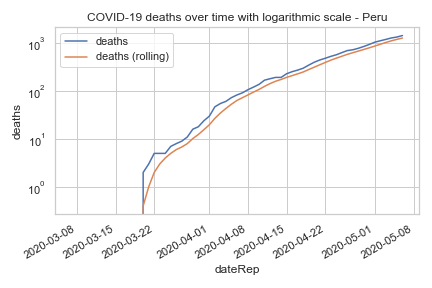 COVID-19 deaths over time with logarithmic scale - Peru
deaths
deaths (rolling)
10³
10²
10¹
10⁰
deaths
2020-03-08
2020-03-15
2020-03-22
2020-04-01
2020-04-08
2020-04-15
2020-04-22
2020-05-01
2020-05-08
dateRep